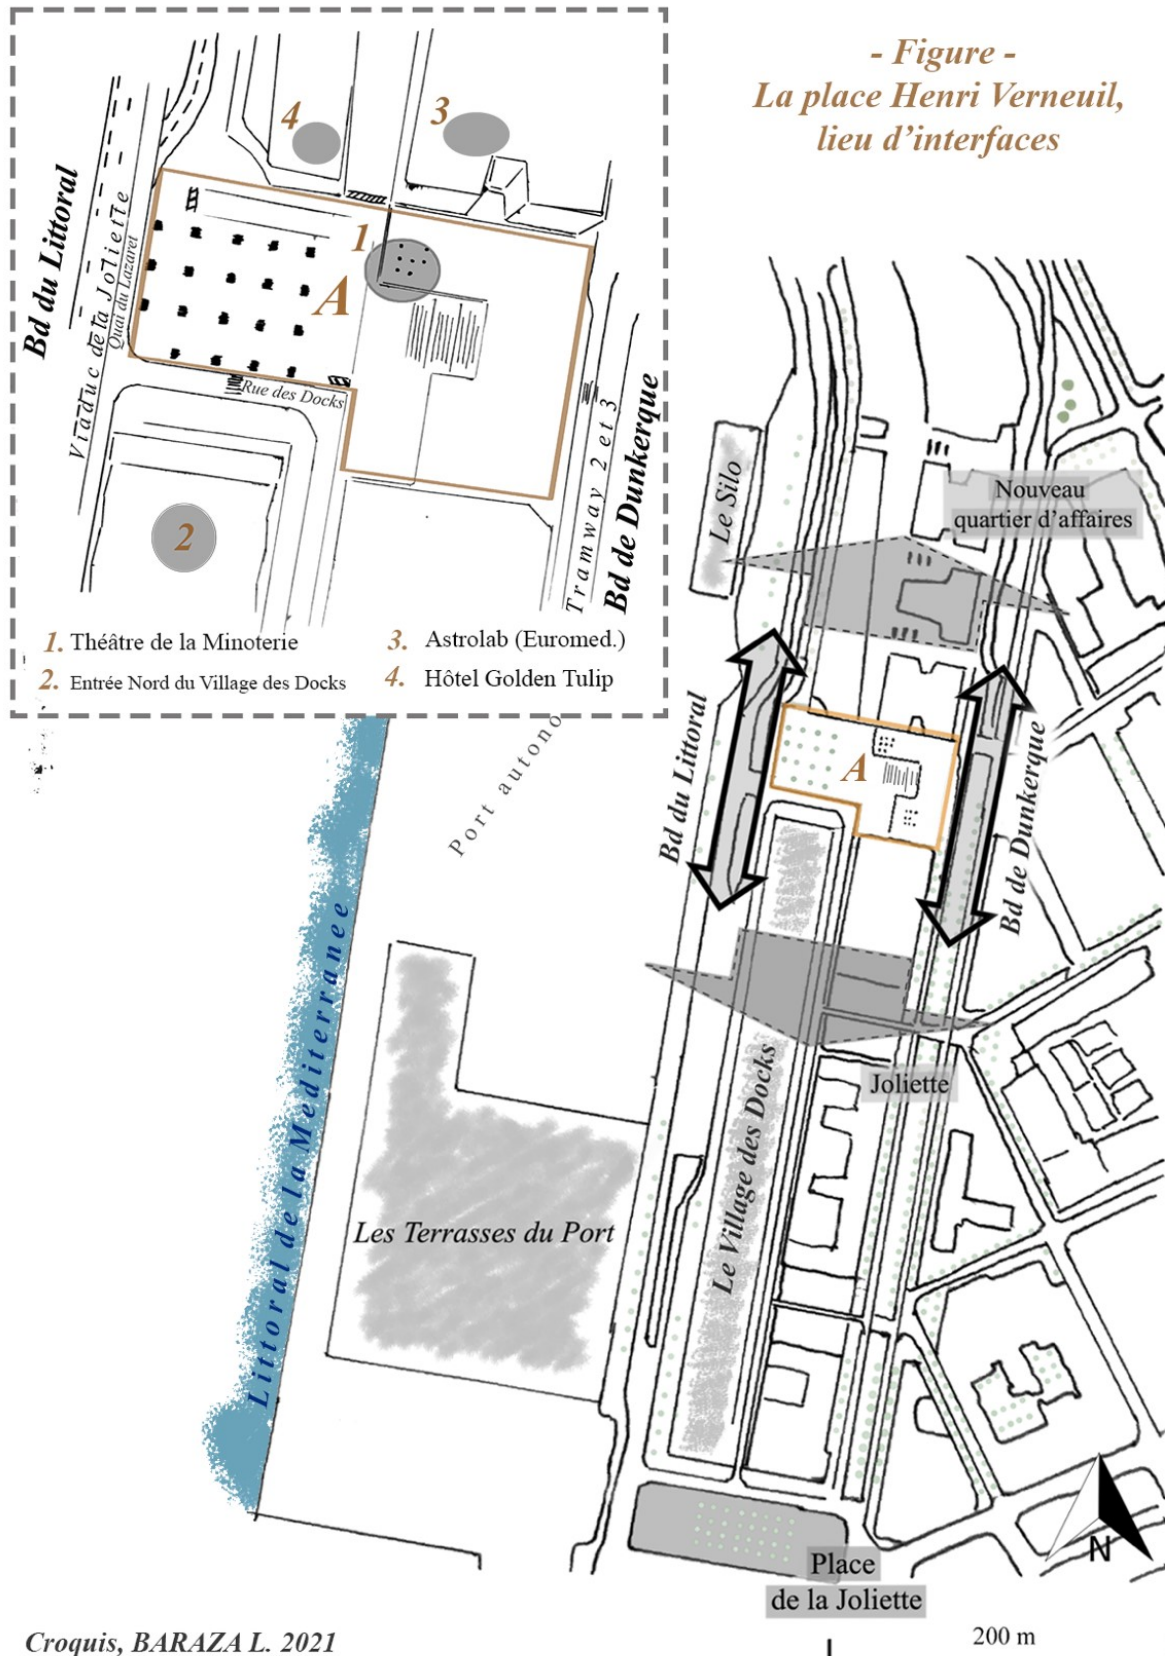 - Figure -
La place Henri Verneuil,
lieu d'interfaces
4
3
1
A
2
Bd du Littoral
Viaduc de la Joliette
Quai du Lazaret
Rue des Docks
Tramway 2 et 3
Bd de Dunkerque
1. Théâtre de la Minoterie
2. Entrée Nord du Village des Docks
3. Astrolab (Euromed.)
4. Hôtel Golden Tulip
Le Silo
Nouveau
quartier d'affaires
Port autono
Bd du Littoral
A
Bd de Dunkerque
Littoral de la Mediterranee
Joliette
Le Village des Docks
Les Terrasses du Port
N
Place
de la Joliette
Croquis, BARAZA L. 2021
200 m